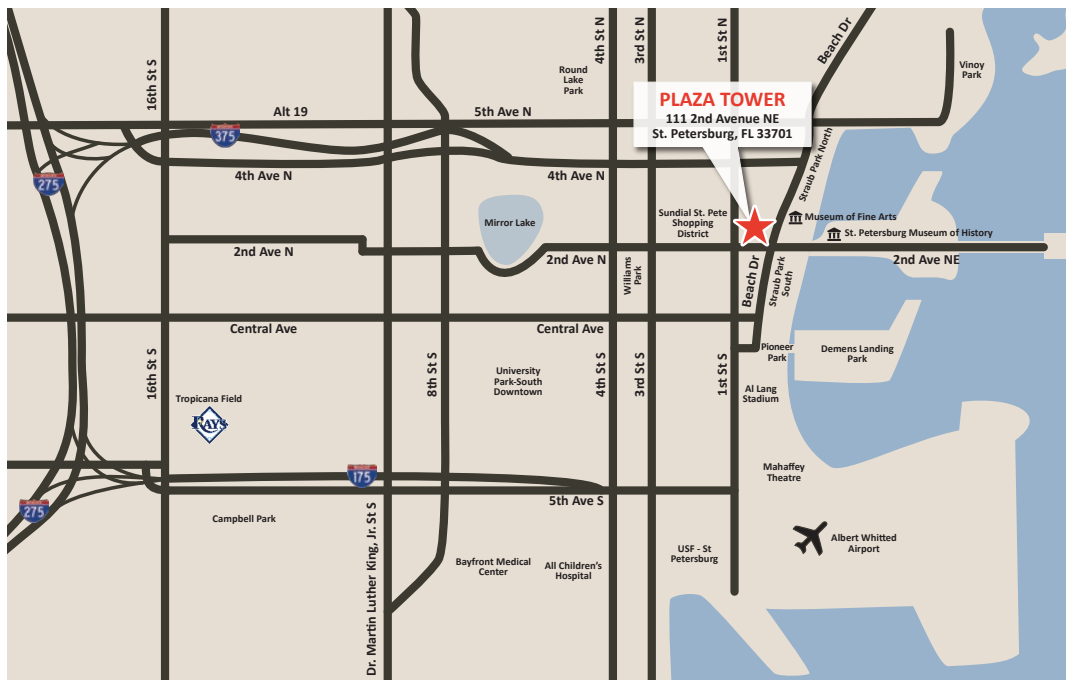 16th St S
4th St N
3rd St N
1st St N
Beach Dr
Vinoy
Park
Round
Lake
Park
Alt 19
5th Ave N
PLAZA TOWER
111 2nd Avenue NE
St. Petersburg, FL 33701
375
275
4th Ave N
4th Ave N
Straub Park North
Mirror Lake
Sundial St. Pete
Shopping
District
Museum of Fine Arts
St. Petersburg Museum of History
2nd Ave N
2nd Ave N
2nd Ave NE
Williams
Park
Beach Dr
Straub Park
South
Central Ave
Central Ave
16th St S
8th St S
4th St S
3rd St S
1st St S
Pioneer
Park
Demens Landing
Park
University
Park-South
Downtown
Al Lang
Stadium
Tropicana Field
RAYS
175
Mahaffey
Theatre
275
5th Ave S
Campbell Park
Dr. Martin Luther King, Jr. St S
Albert Whitted
Airport
USF - St
Petersburg
Bayfront Medical
Center
All Children's
Hospital